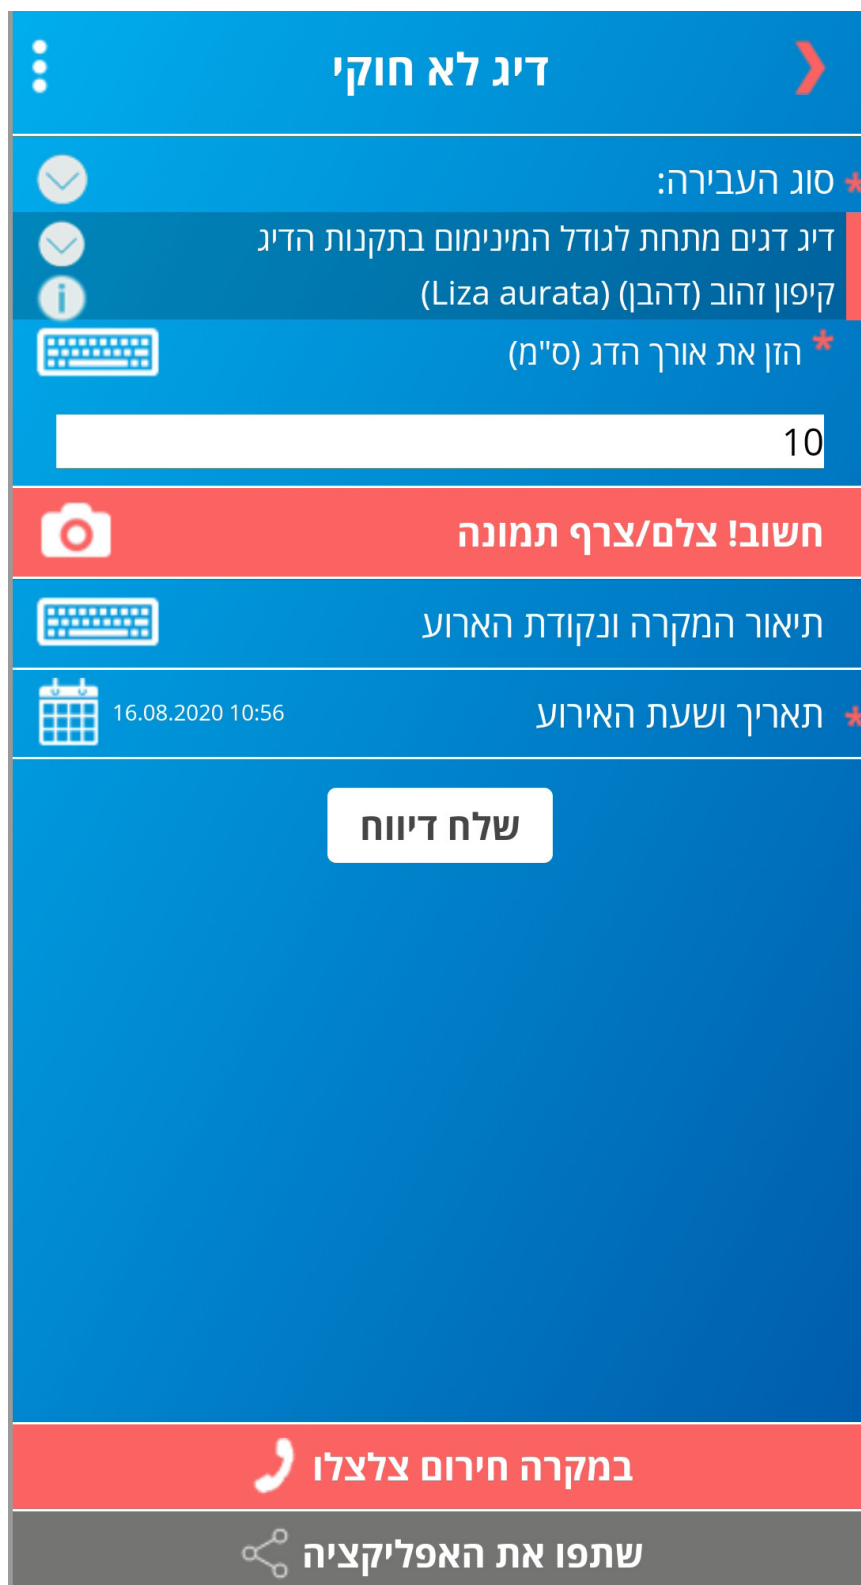 דיג לא חוקי
* סוג העבירה:
דיג דגים מתחת לגודל המינימום בתקנות הדיג
קיפון זהוב (דהבן) (Liza aurata)
* הזן את אורך הדג (ס"מ)
10
חשוב! צלם/צרף תמונה
תיאור המקרה ונקודת הארוע
* תאריך ושעת האירוע 16.08.2020 10:56
שלח דיווח
במקרה חירום צלצלו
שתפו את האפליקציה